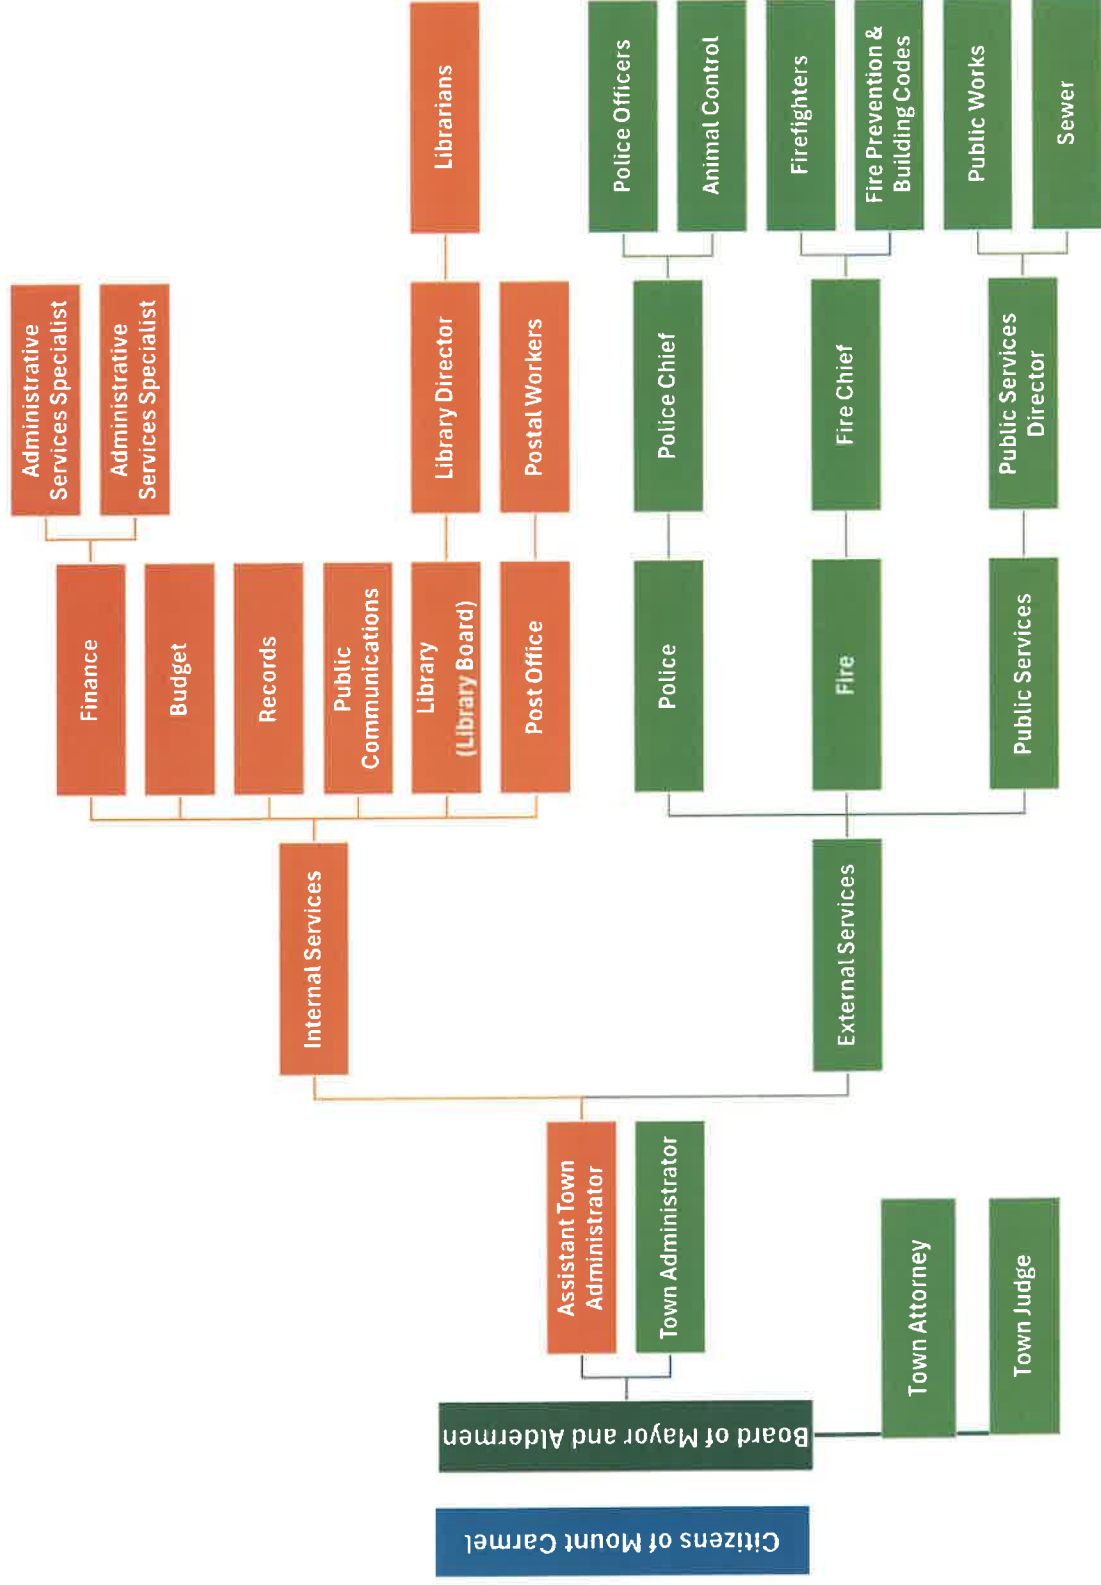 Citizens of Mount Carmel
Board of Mayor and Aldermen
Assistant Town
Administrator
Town Administrator
Town Attorney
Town Judge
Internal Services
External Services
Finance
Budget
Records
Public
Communications
Library
(Library Board)
Post Office
Police
Fire
Public Services
Administrative
Services Specialist
Administrative
Services Specialist
Library Director
Postal Workers
Police Chief
Fire Chief
Public Services
Director
Librarians
Police Officers
Animal Control
Firefighters
Fire Prevention &
Building Codes
Public Works
Sewer